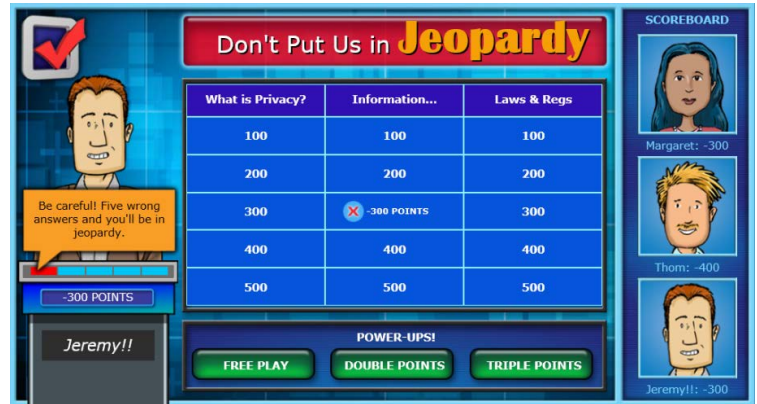 Don't Put Us in Jeopardy
What is Privacy? Information... Laws & Regs
100 100 100
200 200 200
300 -300 POINTS 300
400 400 400
500 500 500
Be careful! Five wrong
answers and you'll be in
jeopardy.
-300 POINTS
Jeremy!!
POWER-UPS!
FREE PLAY DOUBLE POINTS TRIPLE POINTS
SCOREBOARD
Margaret: -300
Thom: -400
Jeremy!!: -300